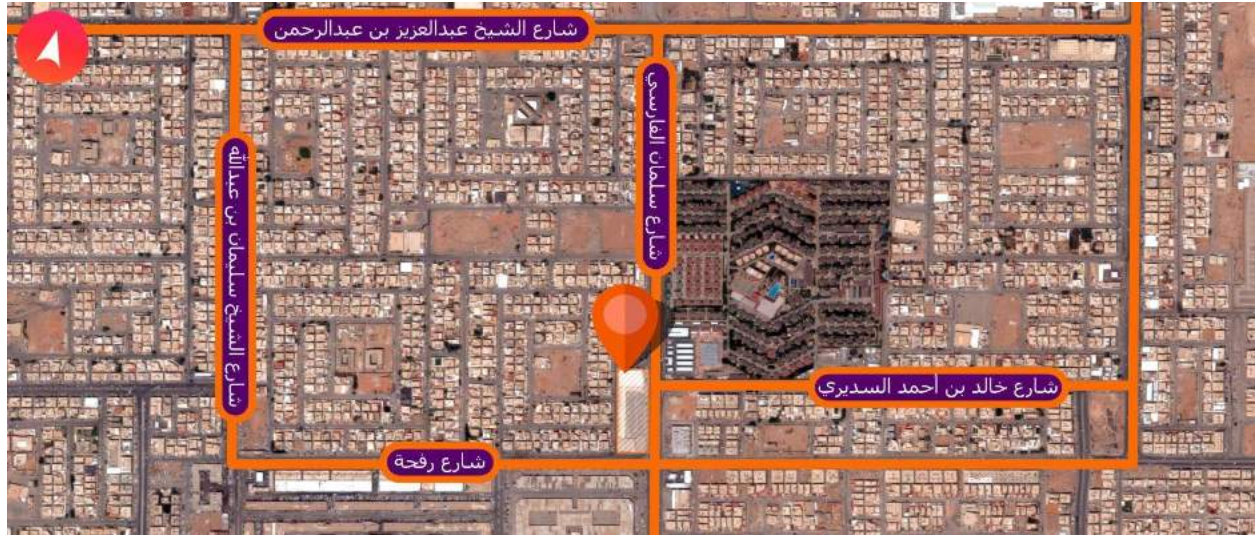 شارع الشيخ عبدالعزيز بن عبدالرحمن
شارع سلمان الفارسي
شارع الشيخ سليمان بن عبدالله
شارع خالد بن أحمد السديري
شارع رفحة